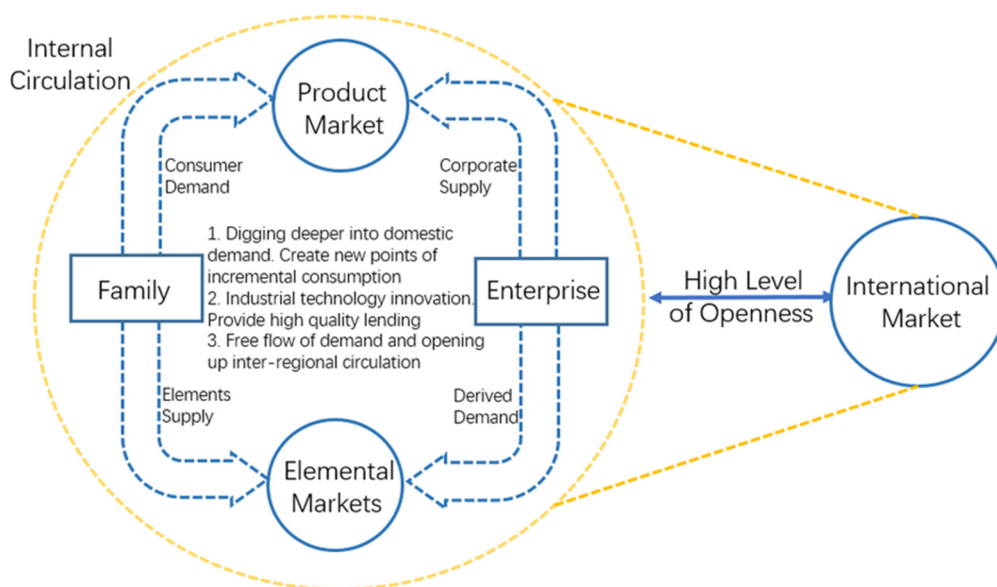 Internal
Circulation
Product
Market
Consumer
Demand
Corporate
Supply
1. Digging deeper into domestic
demand. Create new points of
incremental consumption
2. Industrial technology innovation.
Provide high quality lending
3. Free flow of demand and opening
up inter-regional circulation
Family
Enterprise
High Level
of Openness
International
Market
Elements
Supply
Derived
Demand
Elemental
Markets